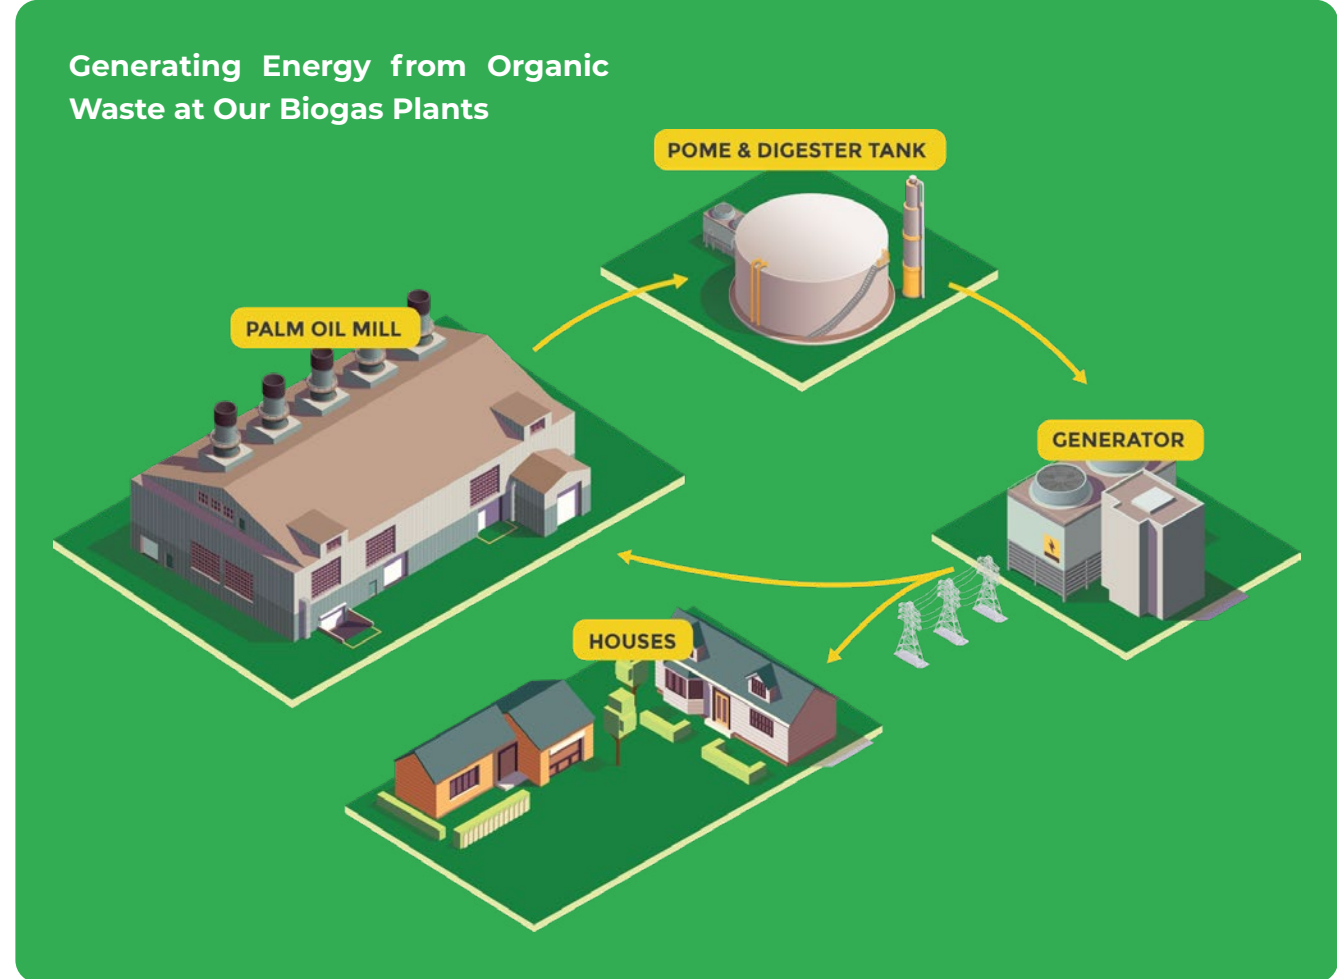 Generating Energy from Organic
Waste at Our Biogas Plants
POME & DIGESTER TANK
PALM OIL MILL
GENERATOR
HOUSES